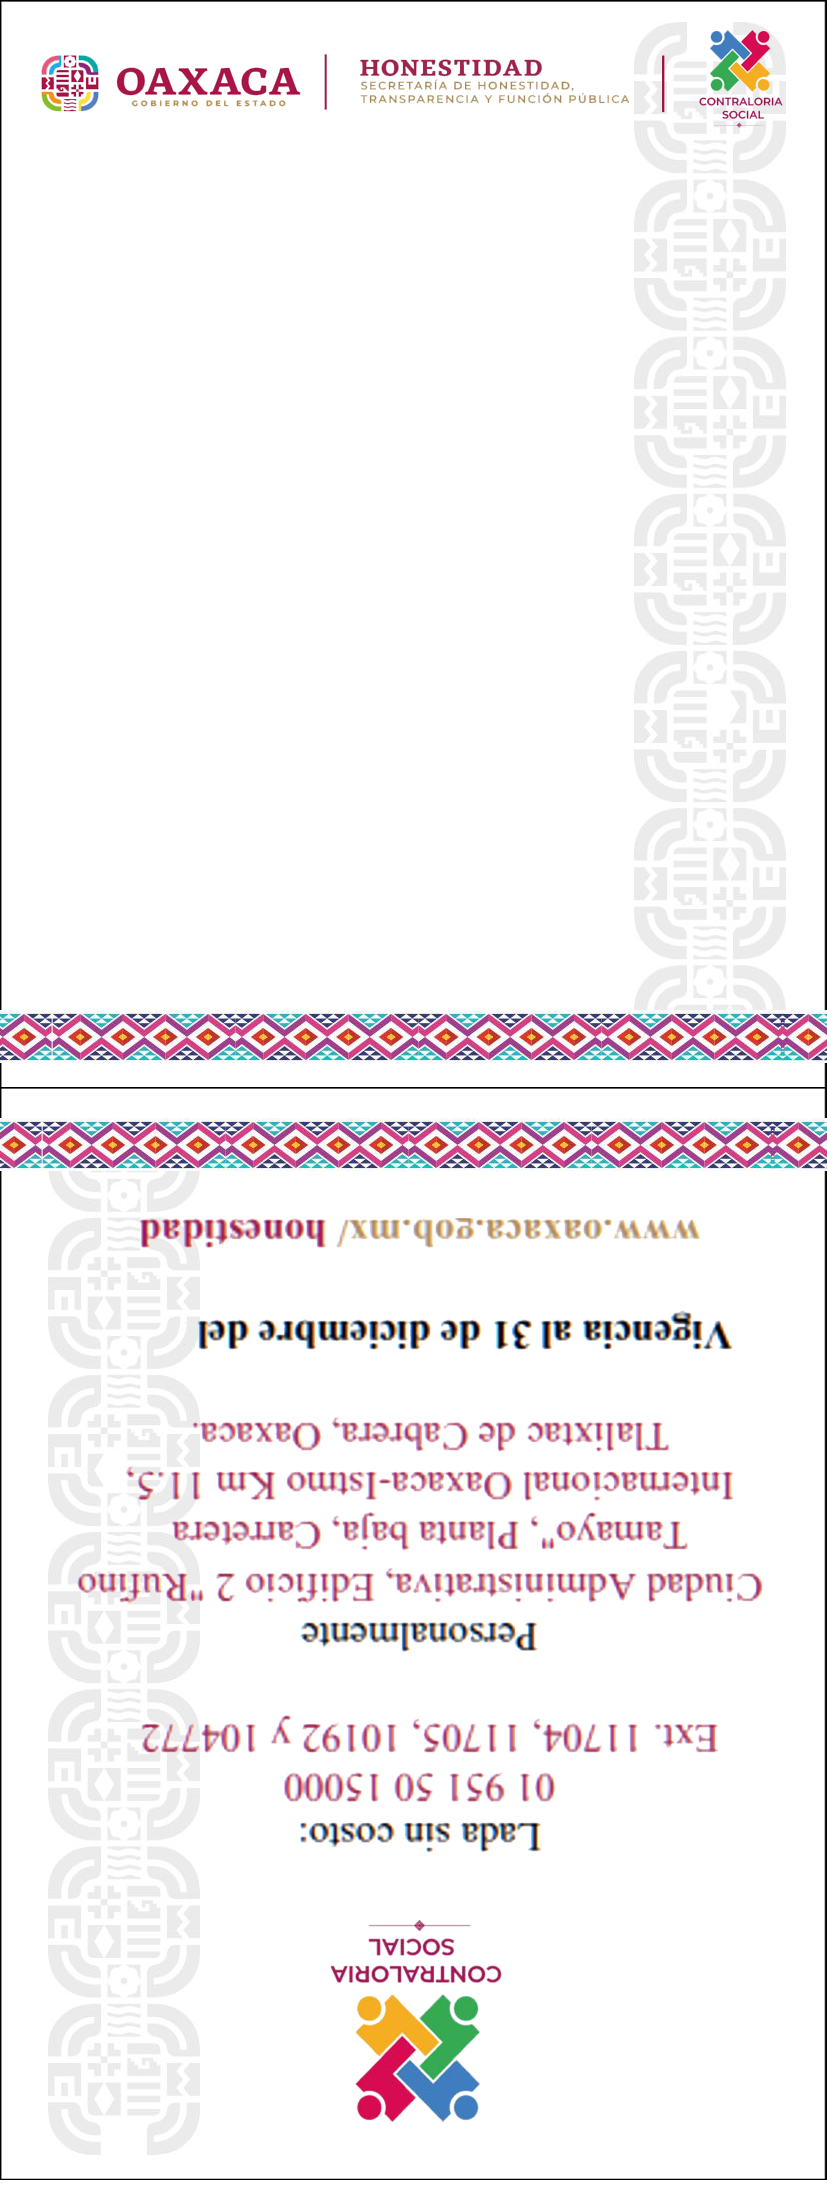 OAXACA
GOBIERNO DEL ESTADO
HONESTIDAD
SECRETARÍA DE HONESTIDAD,
TRANSPARENCIA Y FUNCIÓN PÚBLICA
CONTRALORIA
SOCIAL
CONTRALORIA
SOCIAL
Lada sin costo:
01 951 50 15000
Ext. 11704, 11705, 10192 y 104772
Personalmente
Ciudad Administrativa, Edificio 2 "Rufino
Tamayo", Planta baja, Carretera
Internacional Oaxaca-Istmo Km 11.5,
Tlalixtac de Cabrera, Oaxaca.
Vigencia al 31 de diciembre del
www.oaxaca.gob.mx/ honestidad